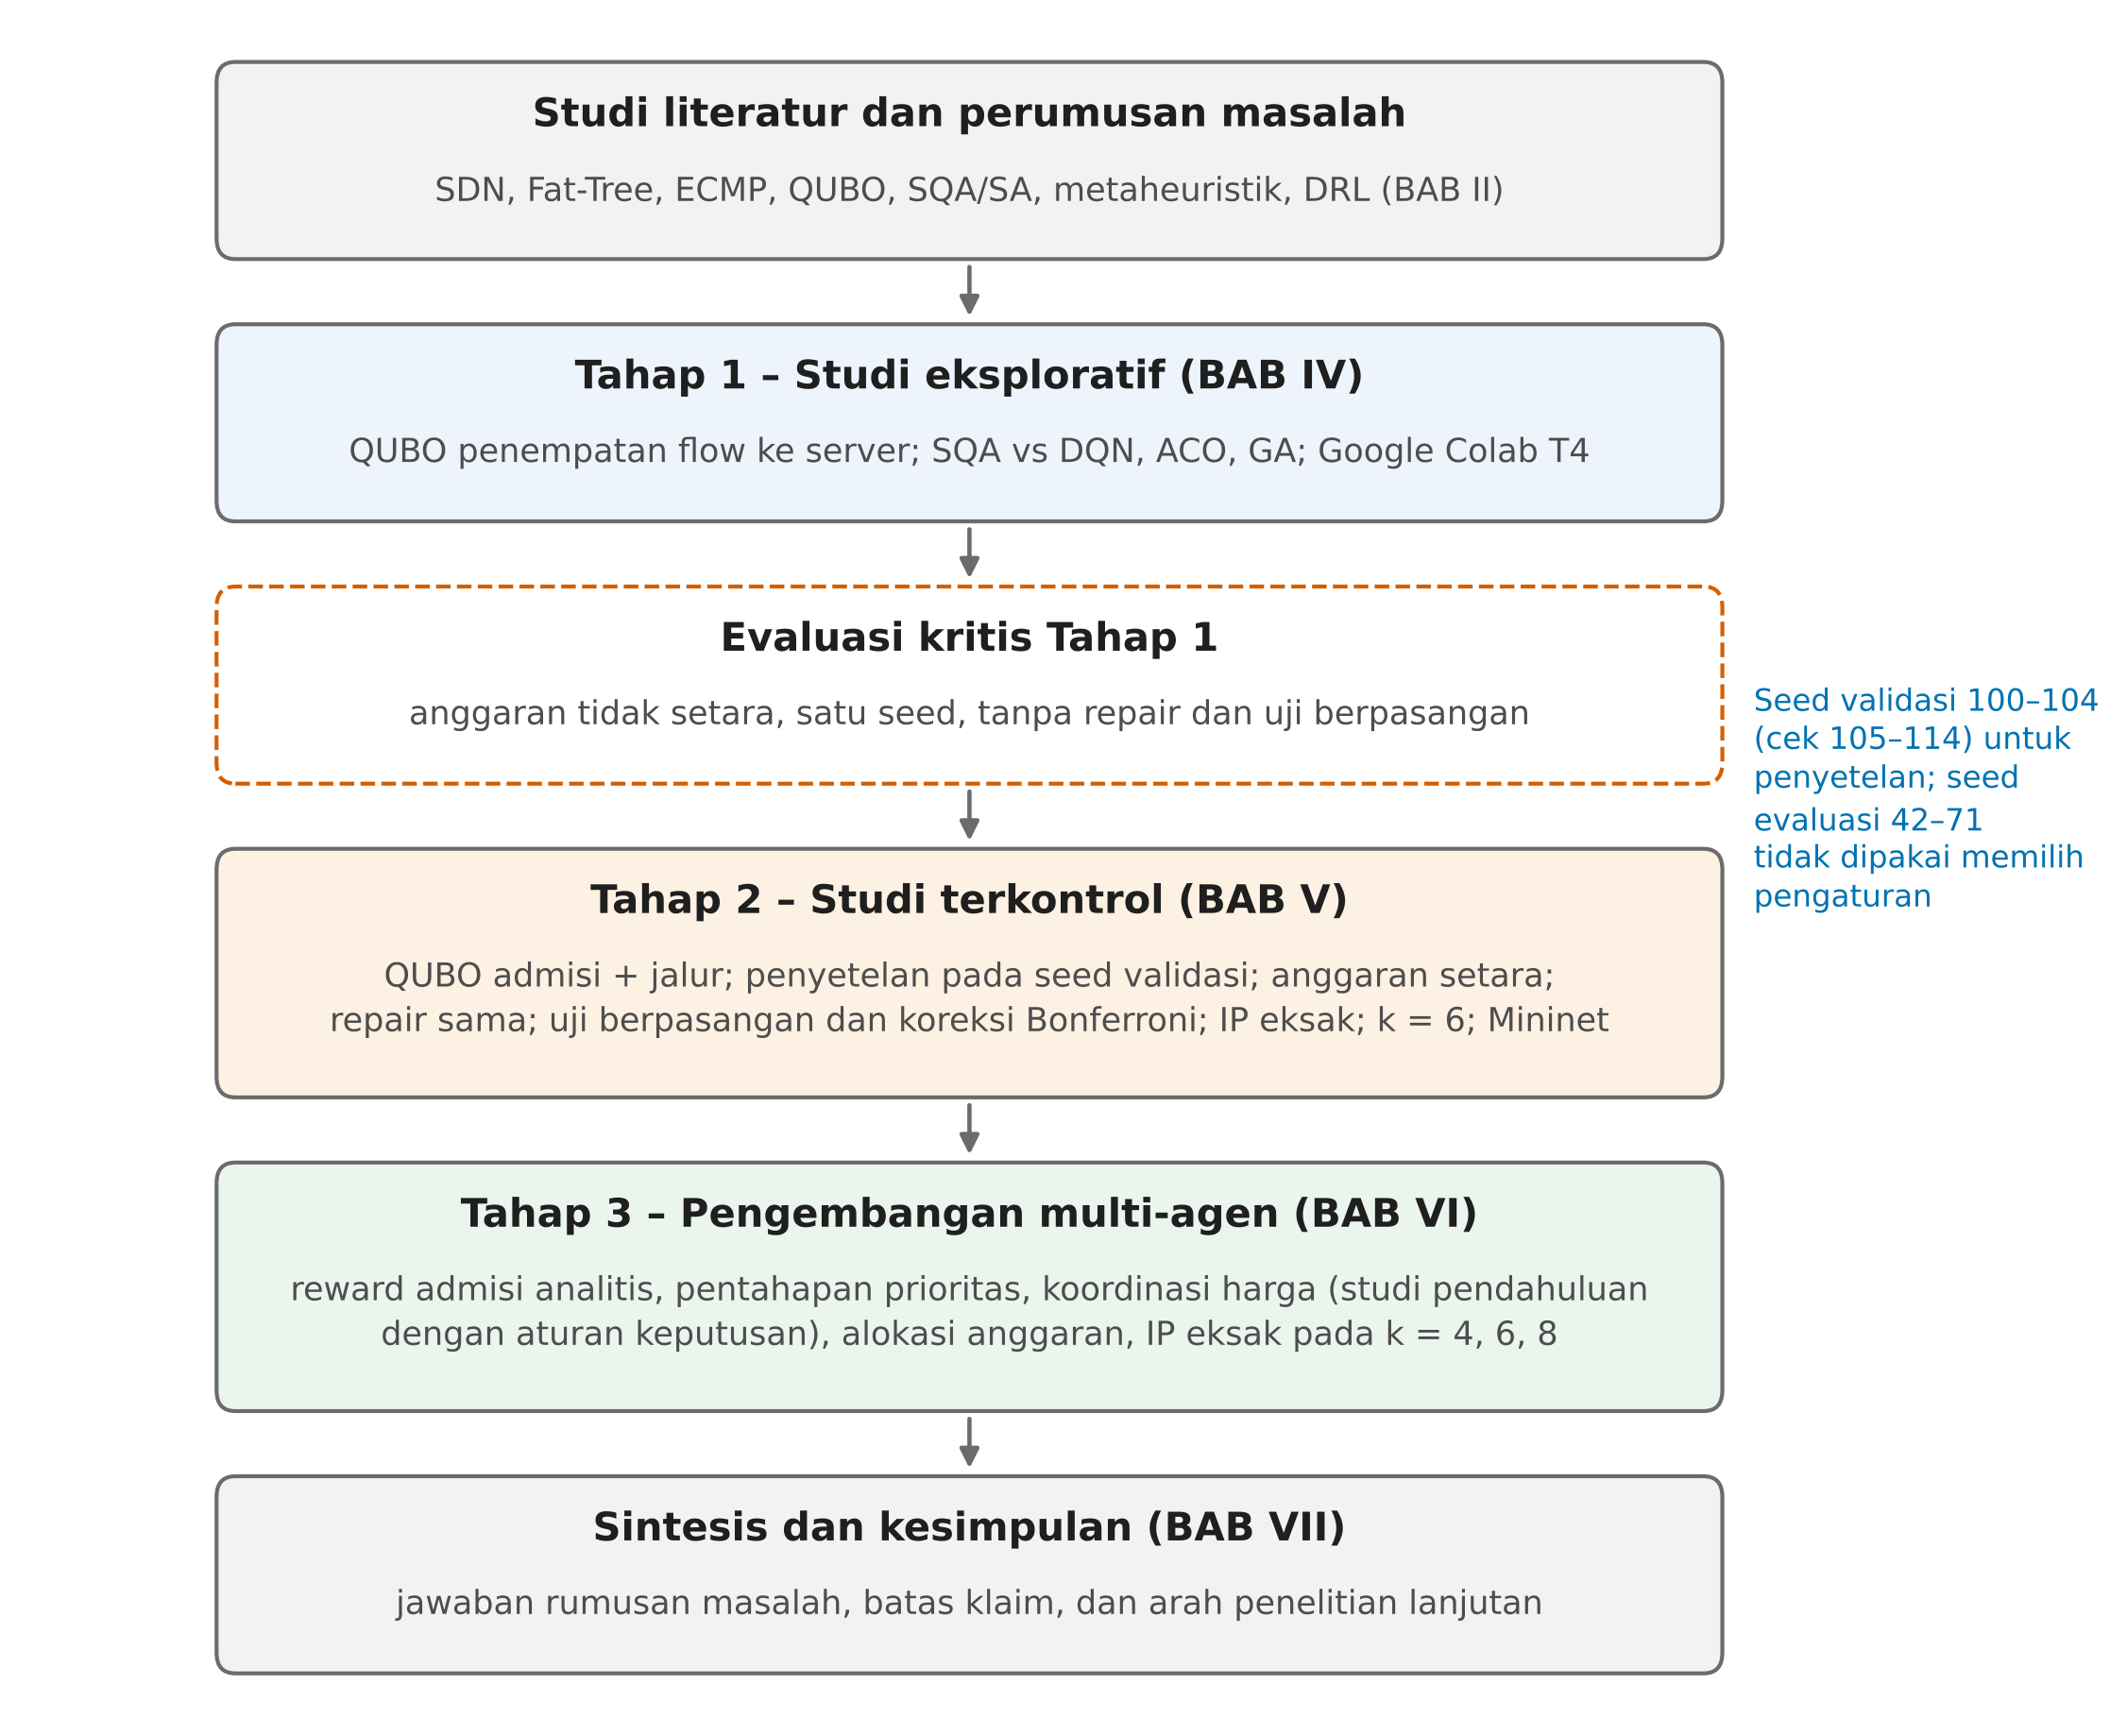 Studi literatur dan perumusan masalah
SDN, Fat-Tree, ECMP, QUBO, SQA/SA, metaheuristik, DRL (BAB II)
Tahap 1 – Studi eksploratif (BAB IV)
QUBO penempatan flow ke server; SQA vs DQN, ACO, GA; Google Colab T4
Evaluasi kritis Tahap 1
anggaran tidak setara, satu seed, tanpa repair dan uji berpasangan
Seed validasi 100–104
(cek 105–114) untuk
penyetelan; seed
evaluasi 42–71
tidak dipakai memilih
pengaturan
Tahap 2 – Studi terkontrol (BAB V)
QUBO admisi + jalur; penyetelan pada seed validasi; anggaran setara;
repair sama; uji berpasangan dan koreksi Bonferroni; IP eksak; k = 6; Mininet
Tahap 3 – Pengembangan multi-agen (BAB VI)
reward admisi analitis, pentahapan prioritas, koordinasi harga (studi pendahuluan
dengan aturan keputusan), alokasi anggaran, IP eksak pada k = 4, 6, 8
Sintesis dan kesimpulan (BAB VII)
jawaban rumusan masalah, batas klaim, dan arah penelitian lanjutan